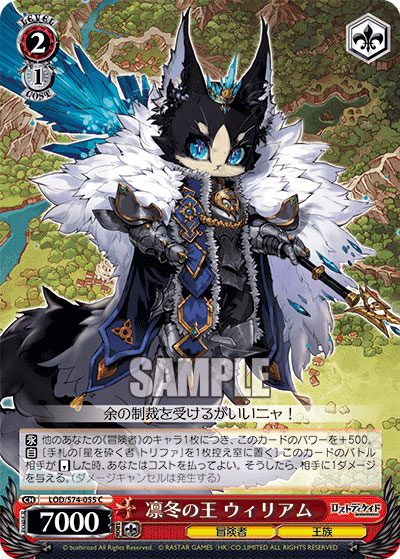 LEVEL
2
1
COST
SAMPLE
余の制裁を受けるがいいニャ！
永 他のあなたの《冒険者》のキャラ1枚につき、このカードのパワーを+500。
自 ［手札の「星を砕く者 トリファ」を1枚控え室に置く］ このカードのバトル
相手が した時、あなたはコストを払ってよい。そうしたら、相手に1ダメージ
を与える。（ダメージキャンセルは発生する）
CH LOD/S74-055 C
7000
凛冬の王 ウィリアム
ロストディケイド
冒険者
王族
© bushiroad All Rights Reserved. © RASTAR GAMES (HK) CO.,LIMITED ALL RIGHTS RESERVED.